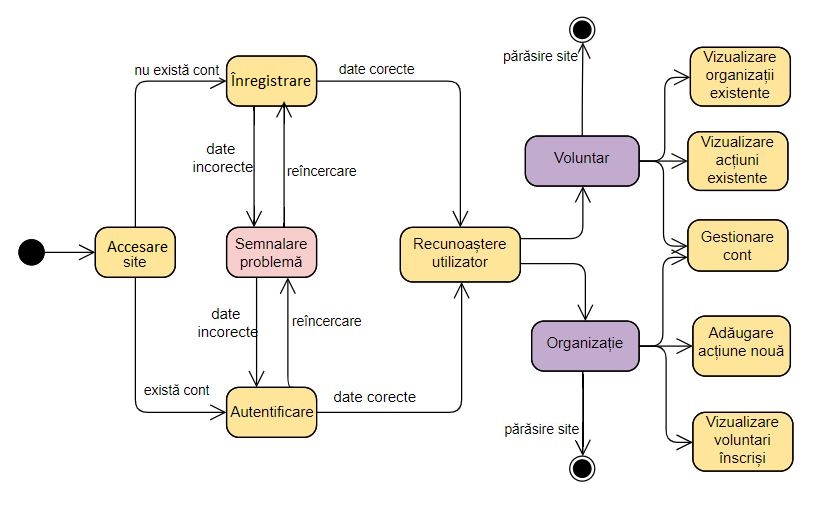 nu există cont
Înregistrare
date corecte
date
incorecte
reîncercare
Accesare
site
Semnalare
problemă
date
incorecte
reîncercare
există cont
Autentificare
date corecte
Recunoaștere
utilizator
părăsire site
Voluntar
Organizație
părăsire site
Vizualizare
organizații
existente
Vizualizare
acțiuni
existente
Gestionare
cont
Adăugare
acțiune nouă
Vizualizare
voluntari
înscriși